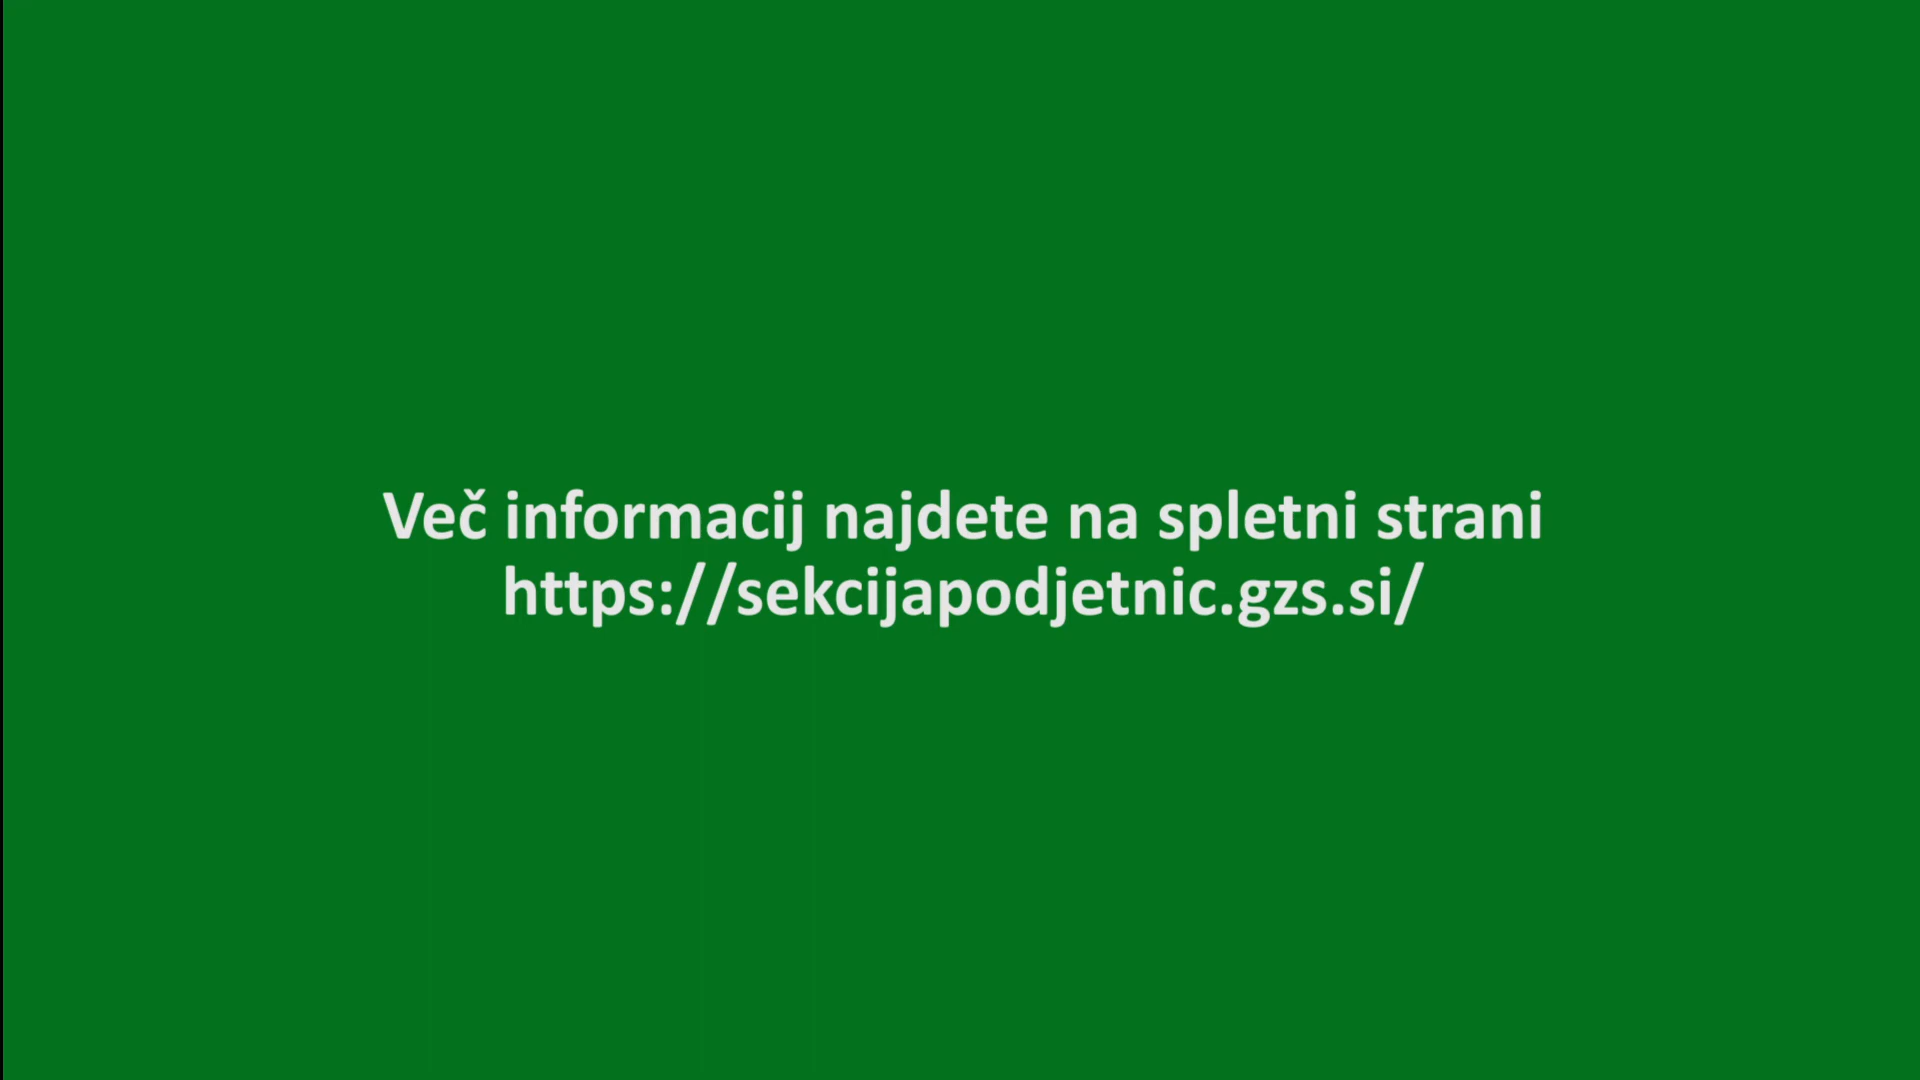 Več informacij najdete na spletni strani
https://sekcijapodjetnic.gzs.si/